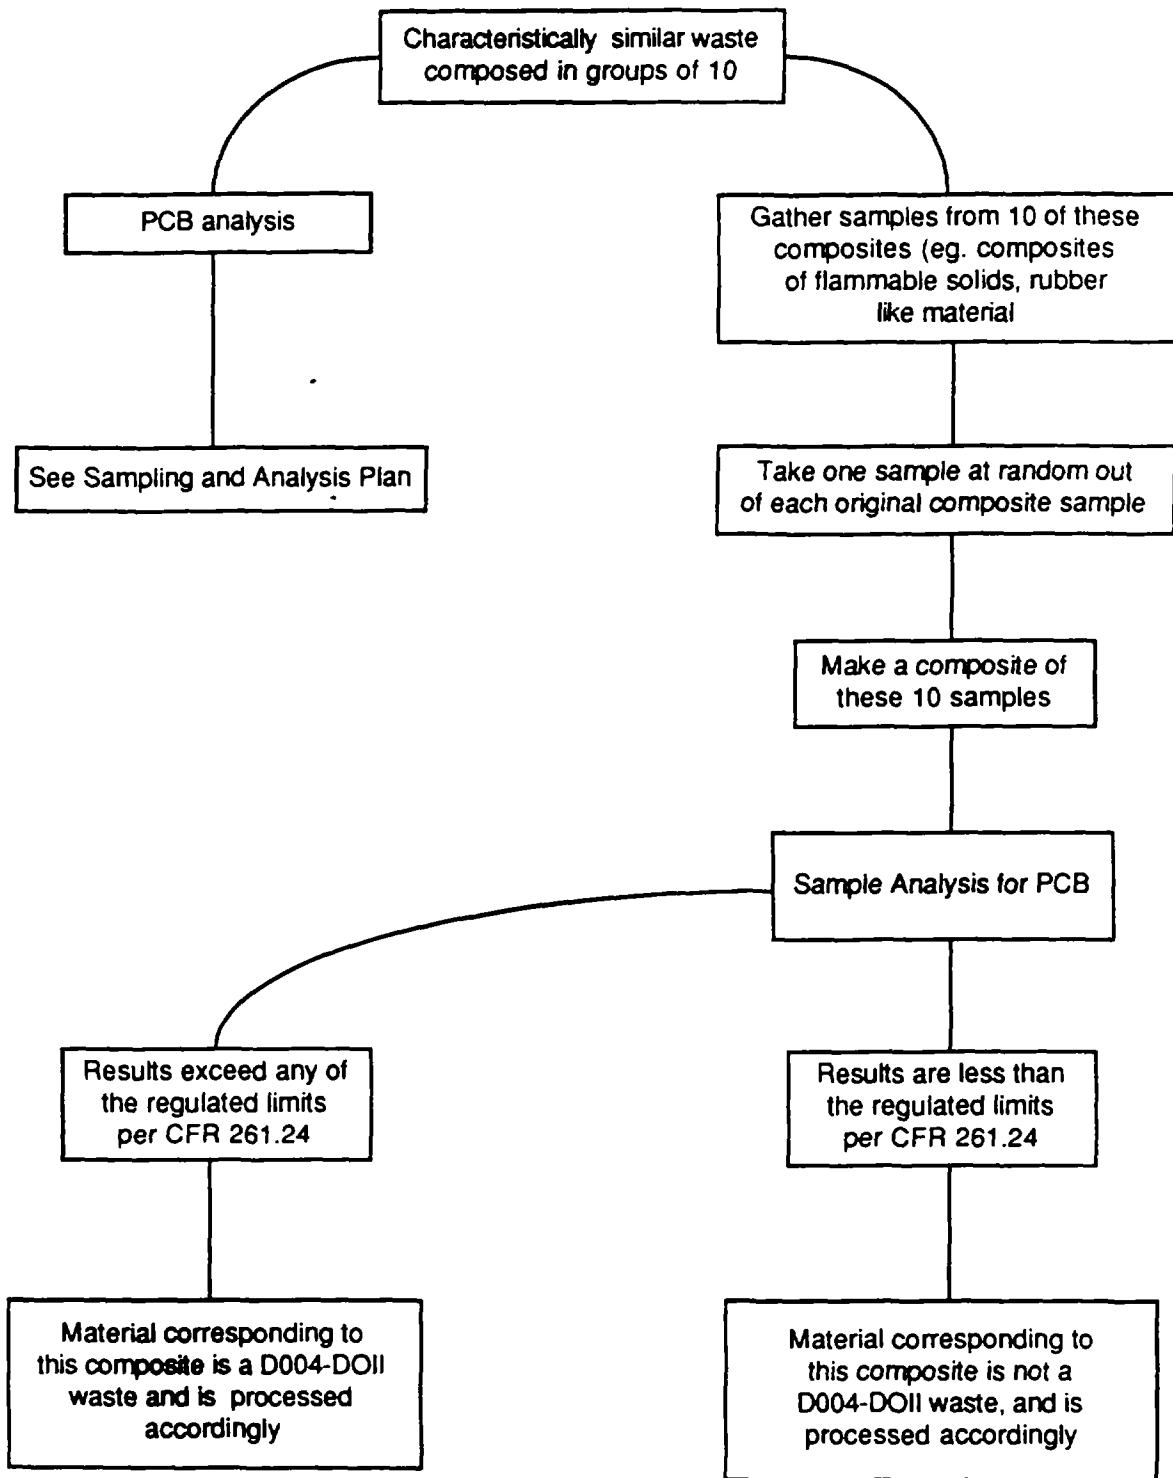 Characteristically similar waste
composed in groups of 10
PCB analysis
See Sampling and Analysis Plan
Gather samples from 10 of these
composites (eg. composites
of flammable solids, rubber
like material
Take one sample at random out
of each original composite sample
Make a composite of
these 10 samples
Sample Analysis for PCB
Results exceed any of
the regulated limits
per CFR 261.24
Results are less than
the regulated limits
per CFR 261.24
Material corresponding to
this composite is a D004-DOII
waste and is processed
accordingly
Material corresponding to
this composite is not a
D004-DOII waste, and is
processed accordingly